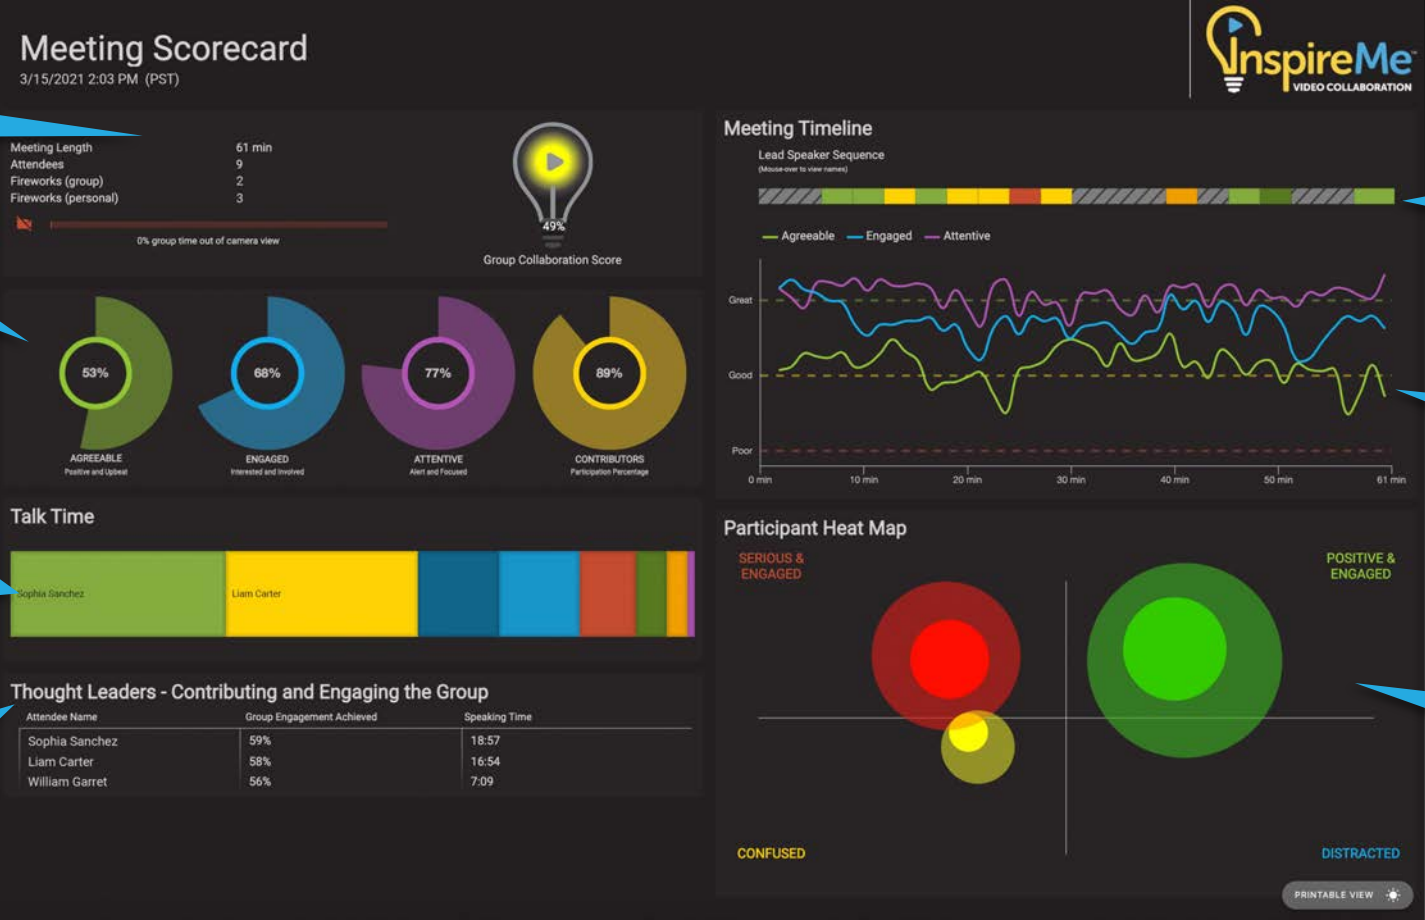 Meeting Scorecard
3/15/2021 2:03 PM (PST)
InspireMe™
VIDEO COLLABORATION
Meeting Length 61 min
Attendees 9
Fireworks (group) 2
Fireworks (personal) 3
0% group time out of camera view
49%
Group Collaboration Score
53%
AGREEABLE
Positive and Upbeat
68%
ENGAGED
Interested and Involved
77%
ATTENTIVE
Alert and Focused
89%
CONTRIBUTORS
Participation Percentage
Talk Time
Sophia Sanchez
Liam Carter
Thought Leaders - Contributing and Engaging the Group
Attendee Name Group Engagement Achieved Speaking Time
Sophia Sanchez 59% 18:57
Liam Carter 58% 16:54
William Garret 56% 7:09
Meeting Timeline
Lead Speaker Sequence
(Mouse-over to view names)
Agreeable Engaged Attentive
Great
Good
Poor
0 min 10 min 20 min 30 min 40 min 50 min 61 min
Participant Heat Map
SERIOUS &
ENGAGED
POSITIVE &
ENGAGED
CONFUSED
DISTRACTED
PRINTABLE VIEW